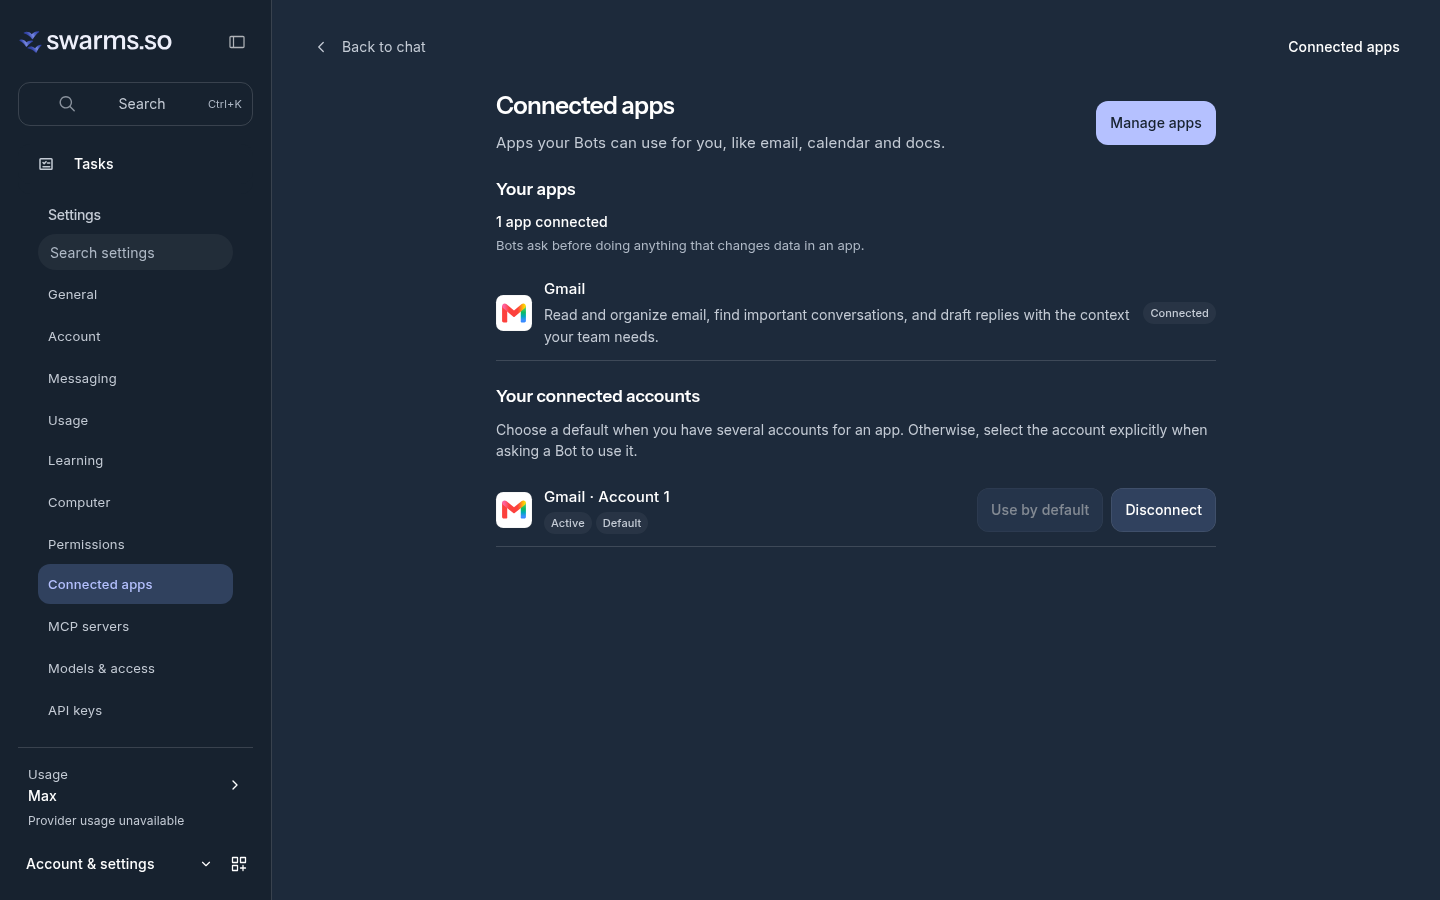 swarms.so
Search
Ctrl+K
Tasks
Settings
Search settings
General
Account
Messaging
Usage
Learning
Computer
Permissions
Connected apps
MCP servers
Models & access
API keys
Usage
Max
Provider usage unavailable
Account & settings
Back to chat
Connected apps
Connected apps
Apps your Bots can use for you, like email, calendar and docs.
Manage apps
Your apps
1 app connected
Bots ask before doing anything that changes data in an app.
Gmail
Read and organize email, find important conversations, and draft replies with the context
your team needs.
Connected
Your connected accounts
Choose a default when you have several accounts for an app. Otherwise, select the account explicitly when
asking a Bot to use it.
Gmail · Account 1
Active
Default
Use by default
Disconnect